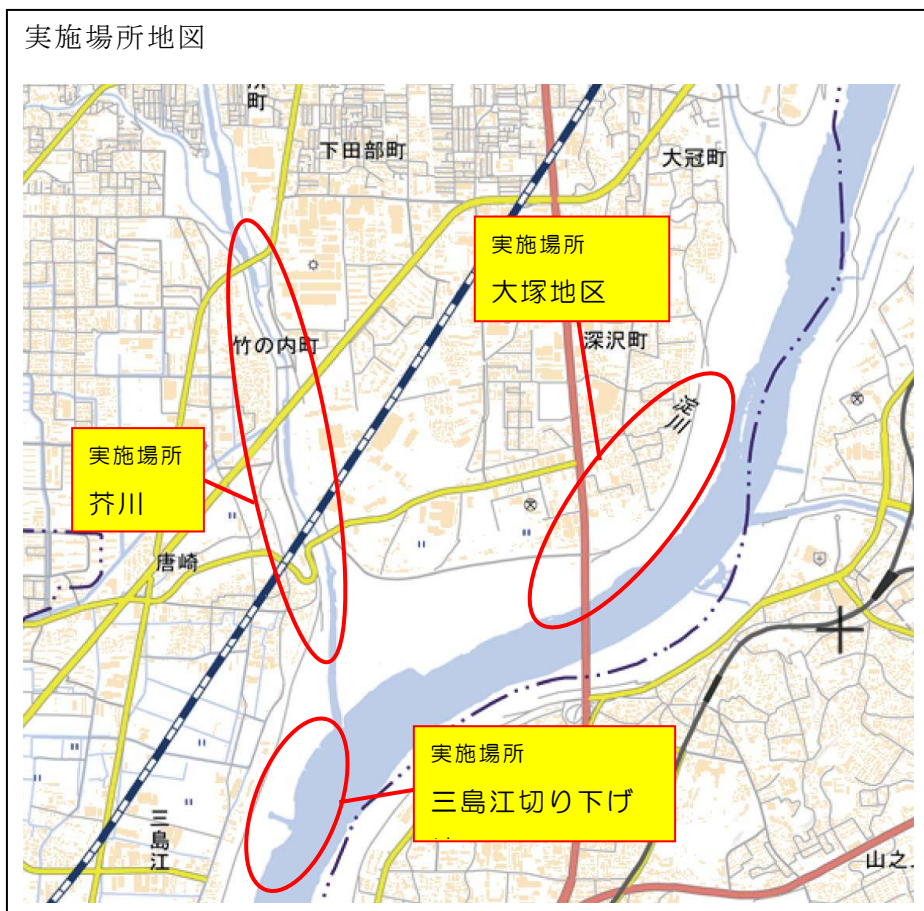 実施場所地図
下田部町
大冠町
実施場所
大塚地区
竹の内町
深沢町
淀川
実施場所
芥川
唐崎
実施場所
三島江切り下げ
三島江
山之